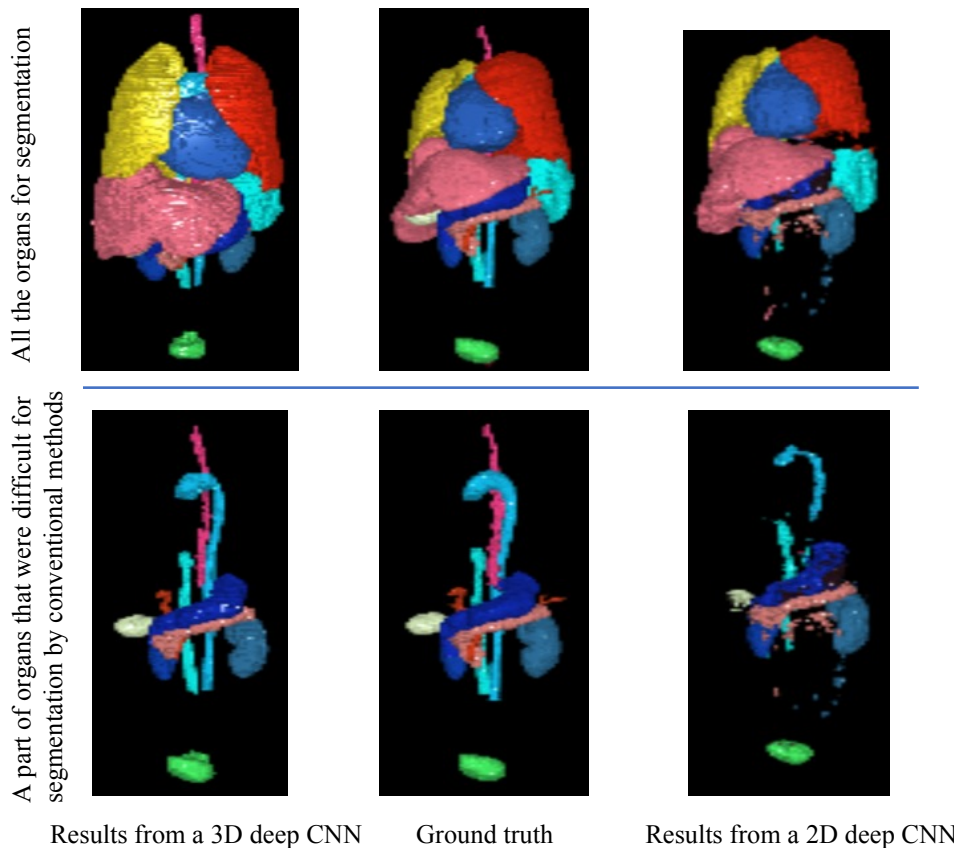 All the organs for segmentation
A part of organs that were difficult for
segmentation by conventional methods
Results from a 3D deep CNN
Ground truth
Results from a 2D deep CNN